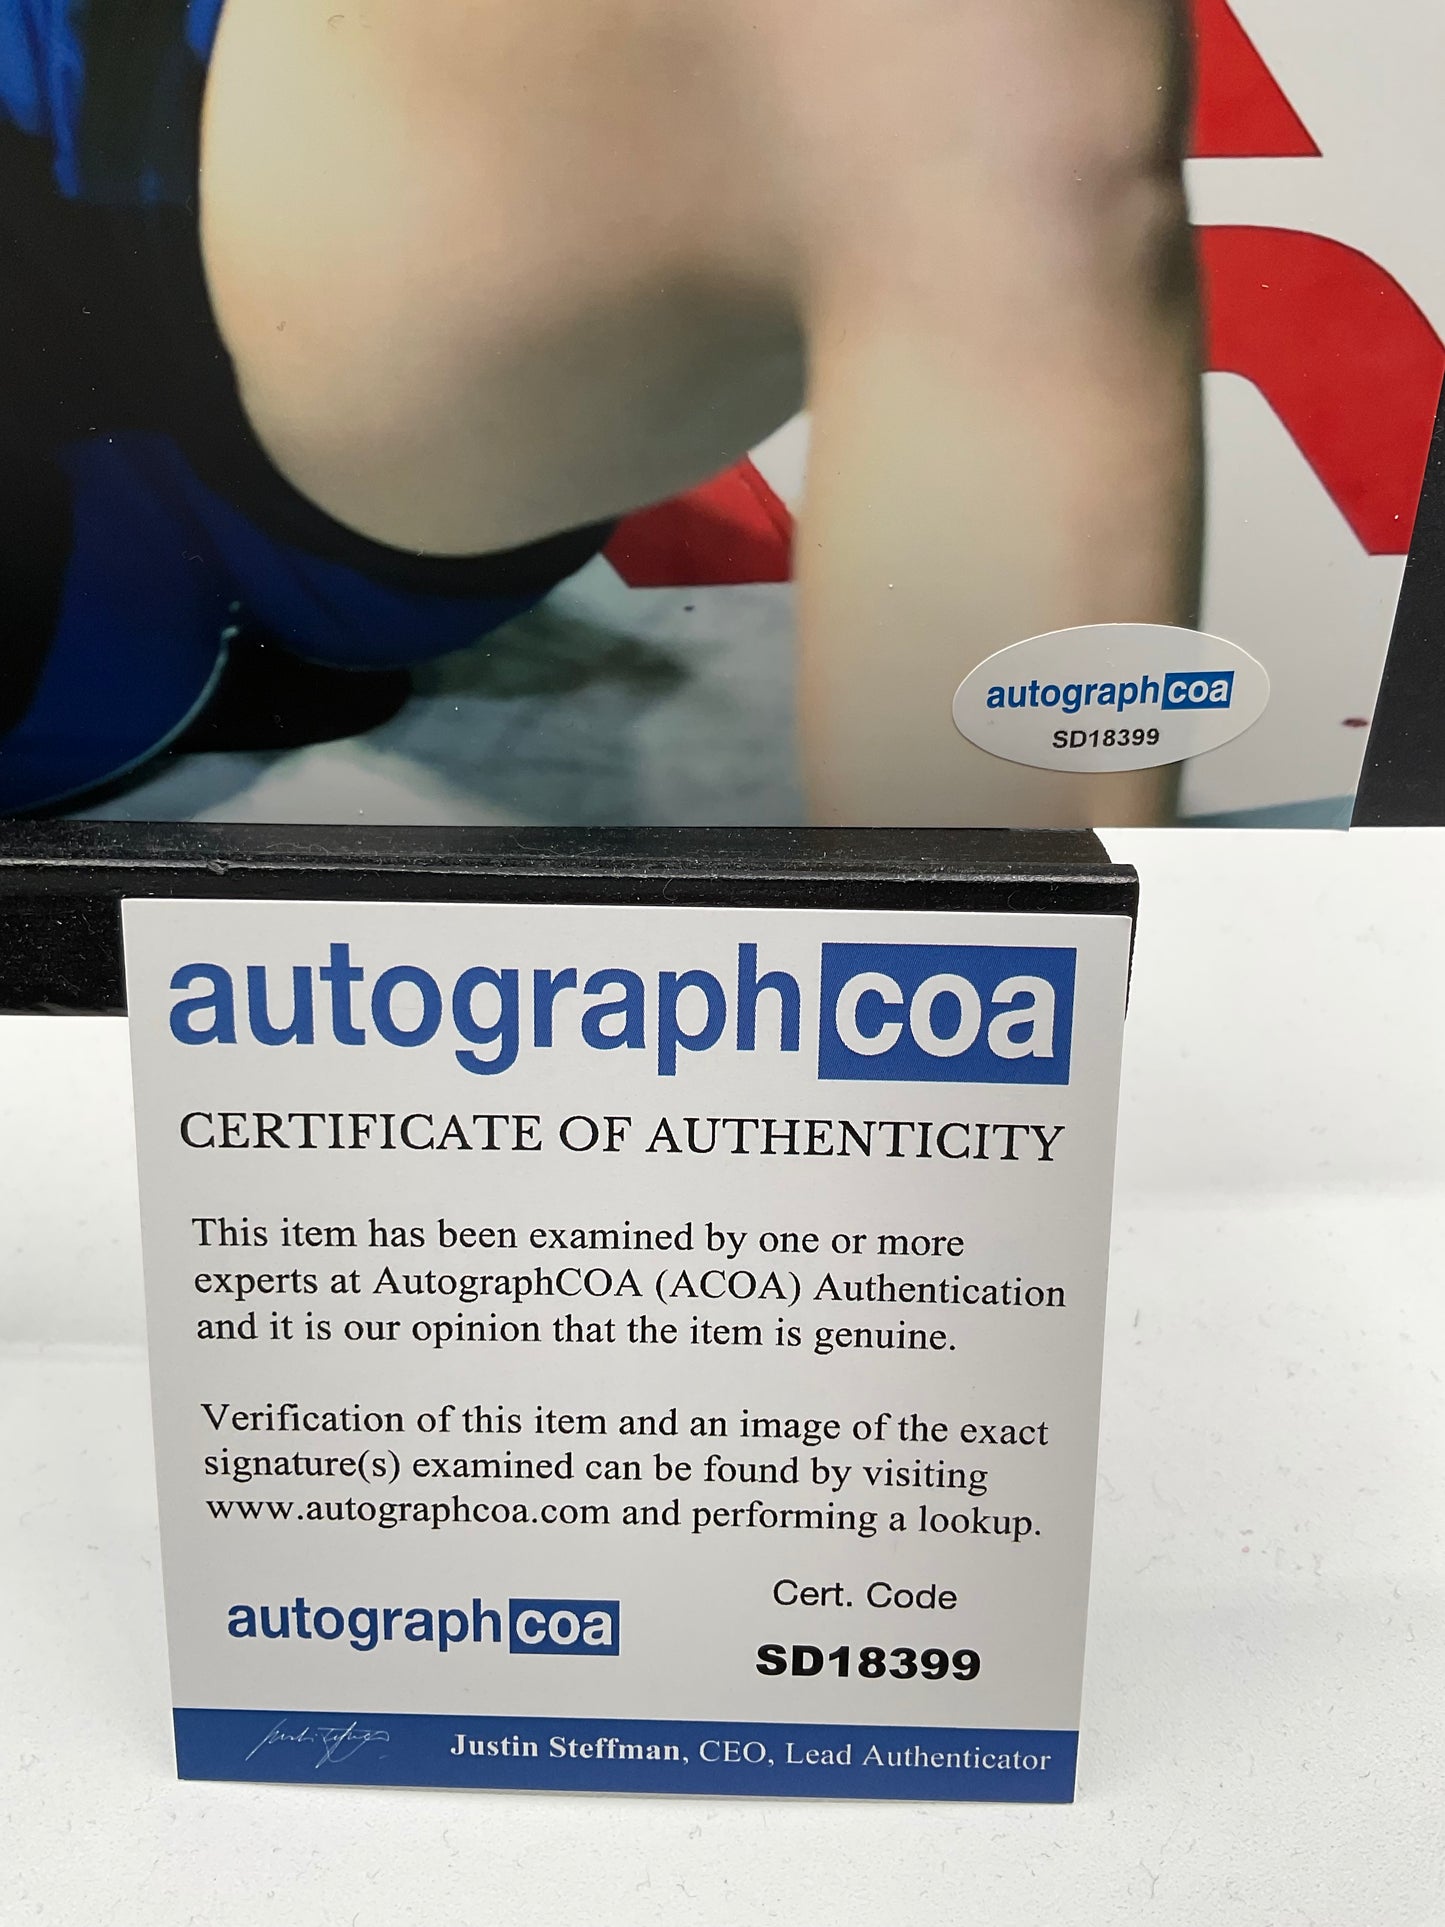 autographcoa
SD18399
autographcoa
CERTIFICATE OF AUTHENTICITY
This item has been examined by one or more
experts at AutographCOA (ACOA) Authentication
and it is our opinion that the item is genuine.
Verification of this item and an image of the exact
signature(s) examined can be found by visiting
www.autographcoa.com and performing a lookup.
autographcoa
Cert. Code
SD18399
Justin Steffman, CEO, Lead Authenticator